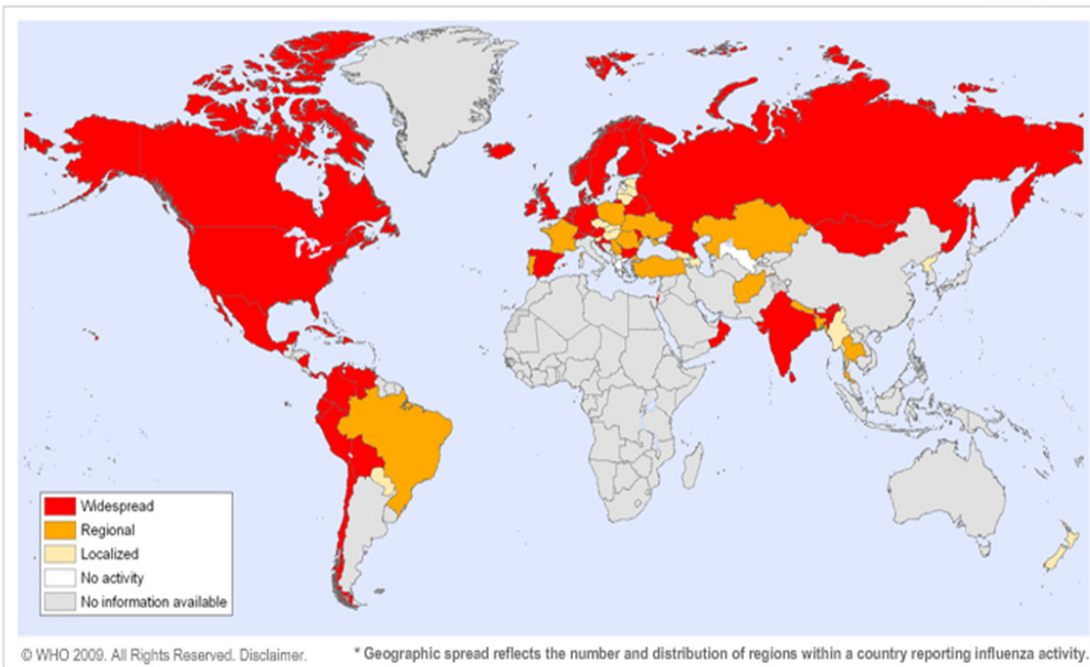 Widespread
Regional
Localized
No activity
No information available
© WHO 2009. All Rights Reserved. Disclaimer. * Geographic spread reflects the number and distribution of regions within a country reporting influenza activity.